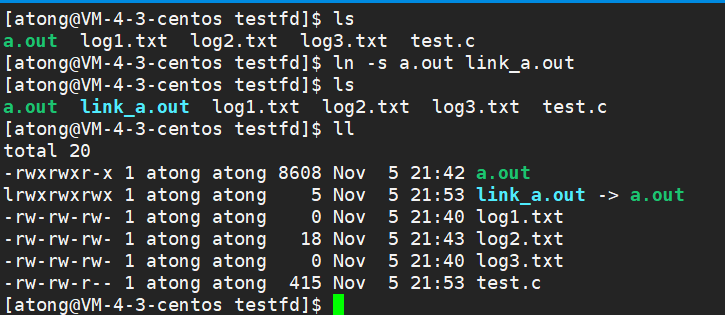 [atong@VM-4-3-centos testfd]$ ls
a.out  log1.txt  log2.txt  log3.txt  test.c
[atong@VM-4-3-centos testfd]$ ln -s a.out link_a.out
[atong@VM-4-3-centos testfd]$ ls
a.out  link_a.out  log1.txt  log2.txt  log3.txt  test.c
[atong@VM-4-3-centos testfd]$ ll
total 20
-rwxrwxr-x 1 atong atong 8608 Nov  5 21:42 a.out
lrwxrwxrwx 1 atong atong    5 Nov  5 21:53 link_a.out -> a.out
-rw-rw-rw- 1 atong atong    0 Nov  5 21:40 log1.txt
-rw-rw-rw- 1 atong atong   18 Nov  5 21:43 log2.txt
-rw-rw-rw- 1 atong atong    0 Nov  5 21:40 log3.txt
-rw-rw-r-- 1 atong atong  415 Nov  5 21:53 test.c
[atong@VM-4-3-centos testfd]$